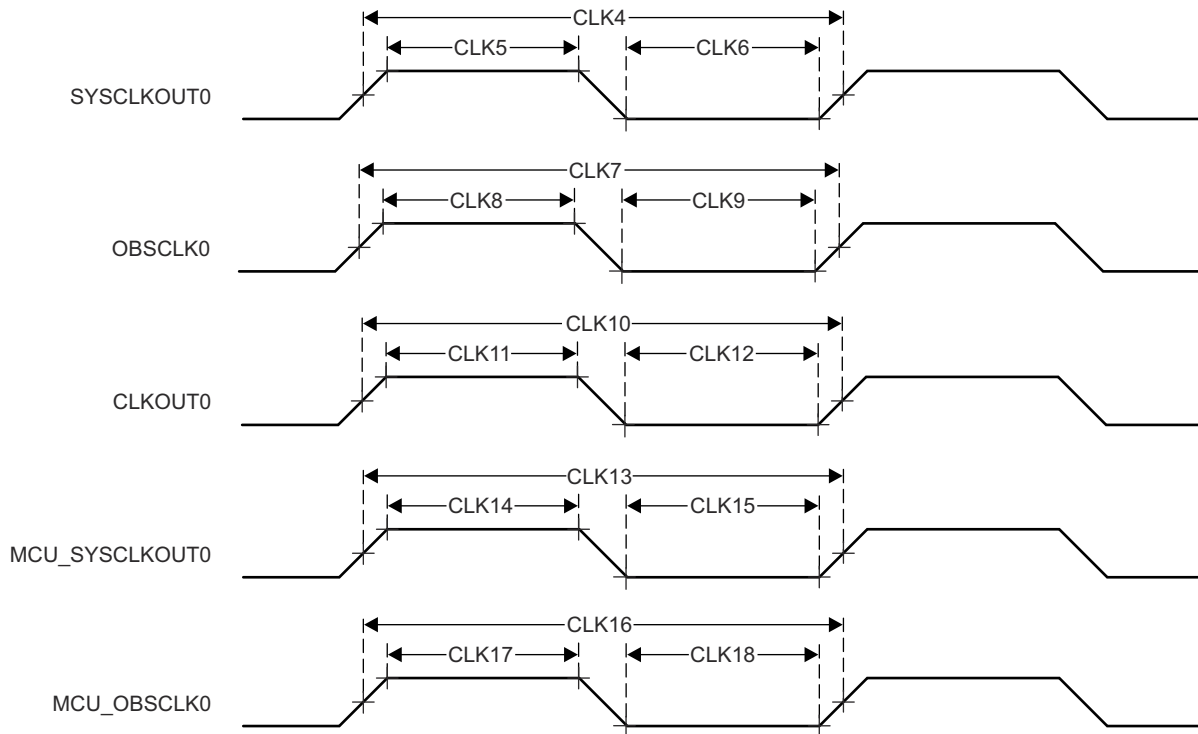 CLK4
CLK5 CLK6
SYSCLKOUT0
CLK7
CLK8 CLK9
OBSCLK0
CLK10
CLK11 CLK12
CLKOUT0
CLK13
CLK14 CLK15
MCU_SYSCLKOUT0
CLK16
CLK17 CLK18
MCU_OBSCLK0